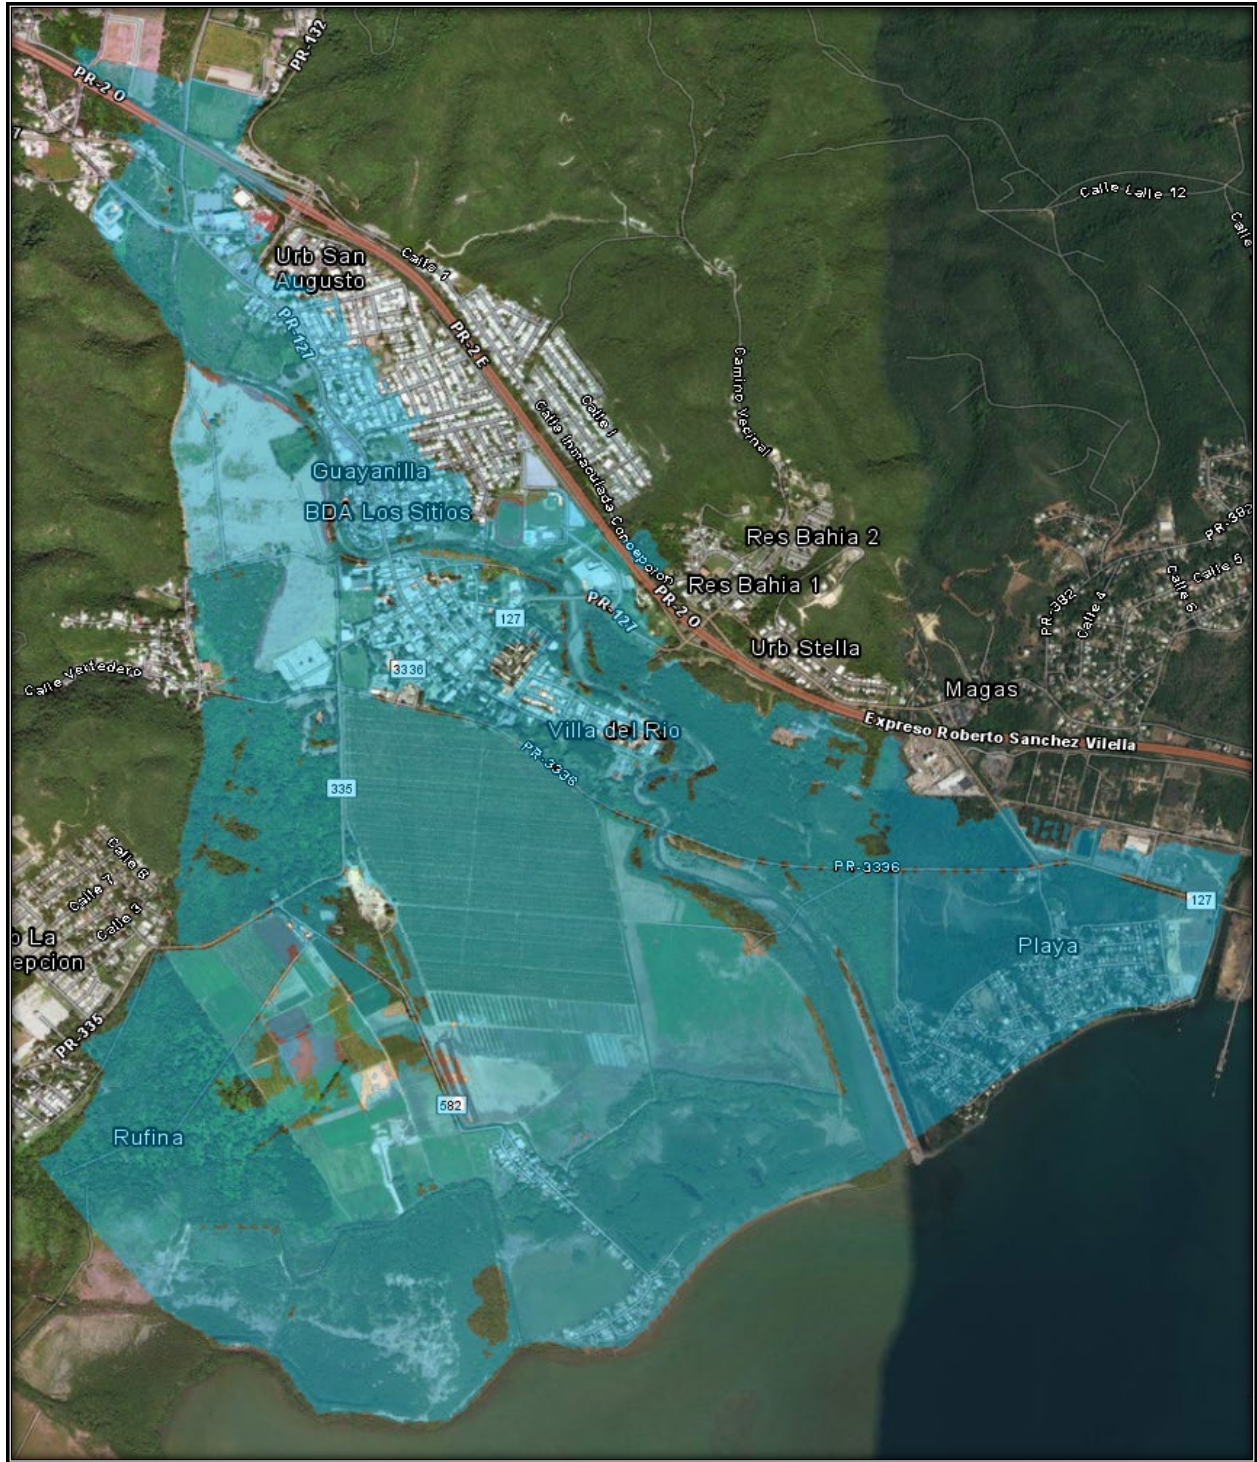 PR-132
PR-2 O
7
Calle Lalle 12
Calle
Urb San
Augusto
Calle 1
PR-127
PR-2 E
Camino Vecinal
Calle I
Calle Inmaculada Concepcion
Guayanilla
BDA Los Sitios
PR-382
Res Bahia 2
Calle 5
Res Bahia 1
Calle 6
PR-127
PR-2 O
127
PR-382
Calle 4
Urb Stella
3336
Calle Vertedero
Magas
Expreso Roberto Sanchez Vilella
Villa del Rio
PR-3336
335
Calle 8
PR-3336
Calle 7
127
Calle 3
o La
epcion
Playa
PR-335
582
Rufina